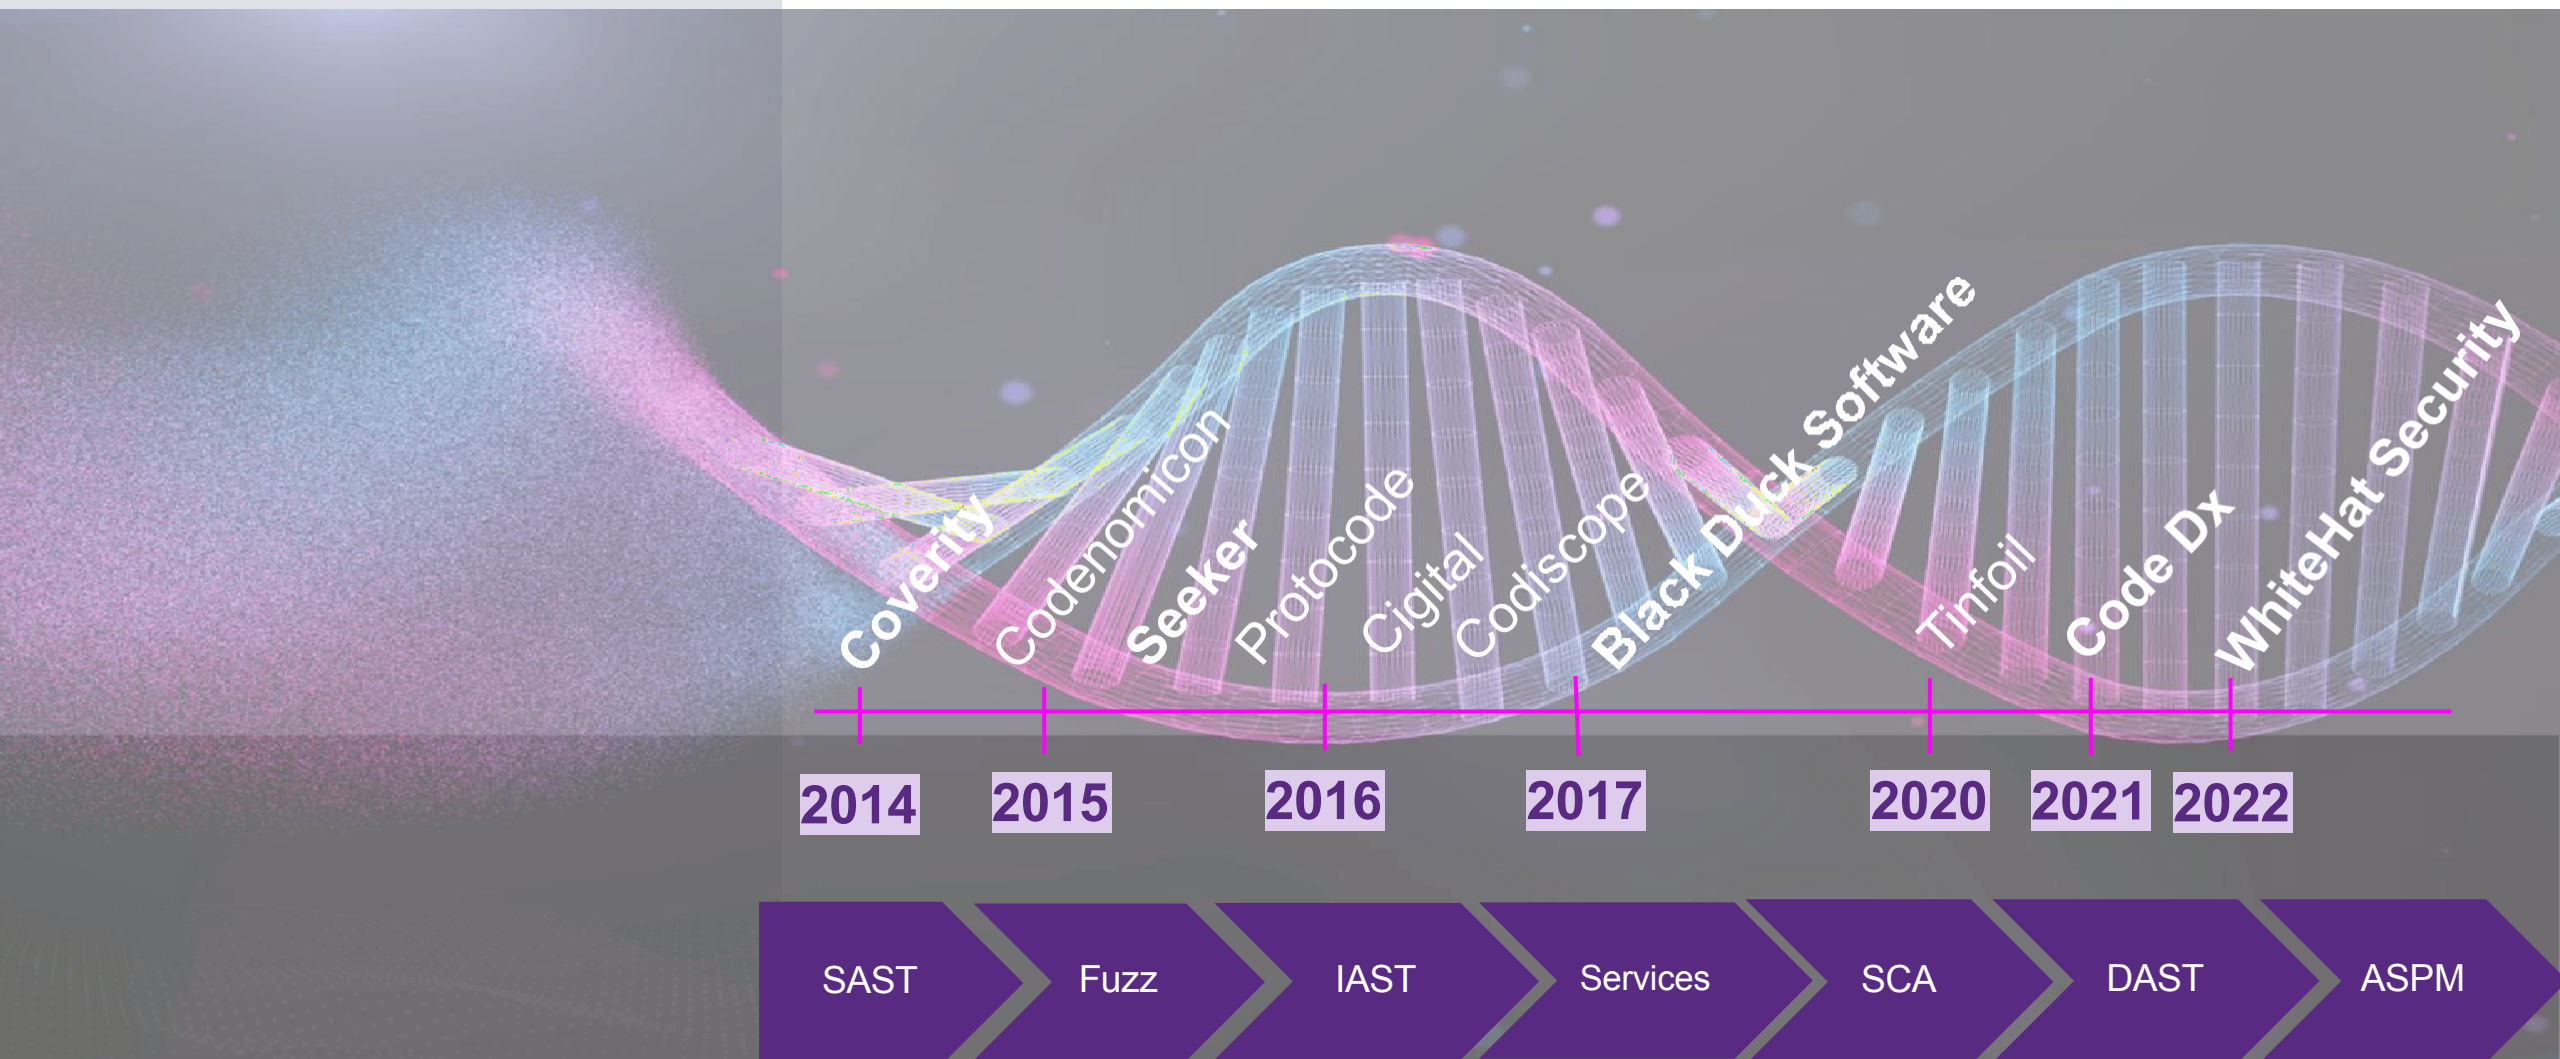 Coverity
Codenomicon
Seeker
Protocode
Cigital
Codiscope
Black Duck Software
Tinfoil
Code Dx
WhiteHat Security
2014
2015
2016
2017
2020
2021
2022
SAST
Fuzz
IAST
Services
SCA
DAST
ASPM